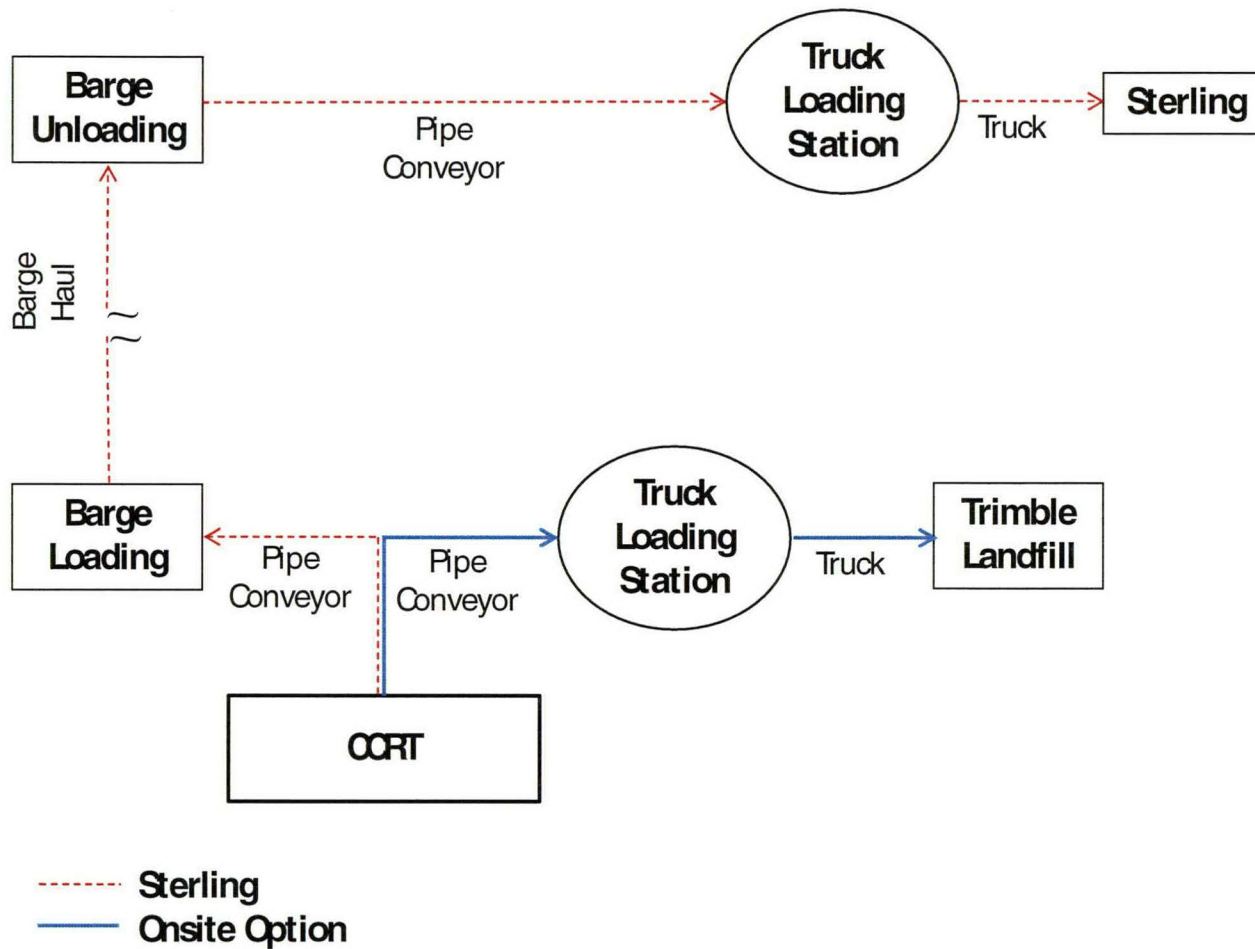 Barge
Unloading
Pipe
Conveyor
Truck
Loading
Station
Truck
Sterling
Barge
Haul
Barge
Loading
Pipe
Conveyor
Pipe
Conveyor
Truck
Loading
Station
Truck
Trimble
Landfill
CCRT
Sterling
Onsite Option